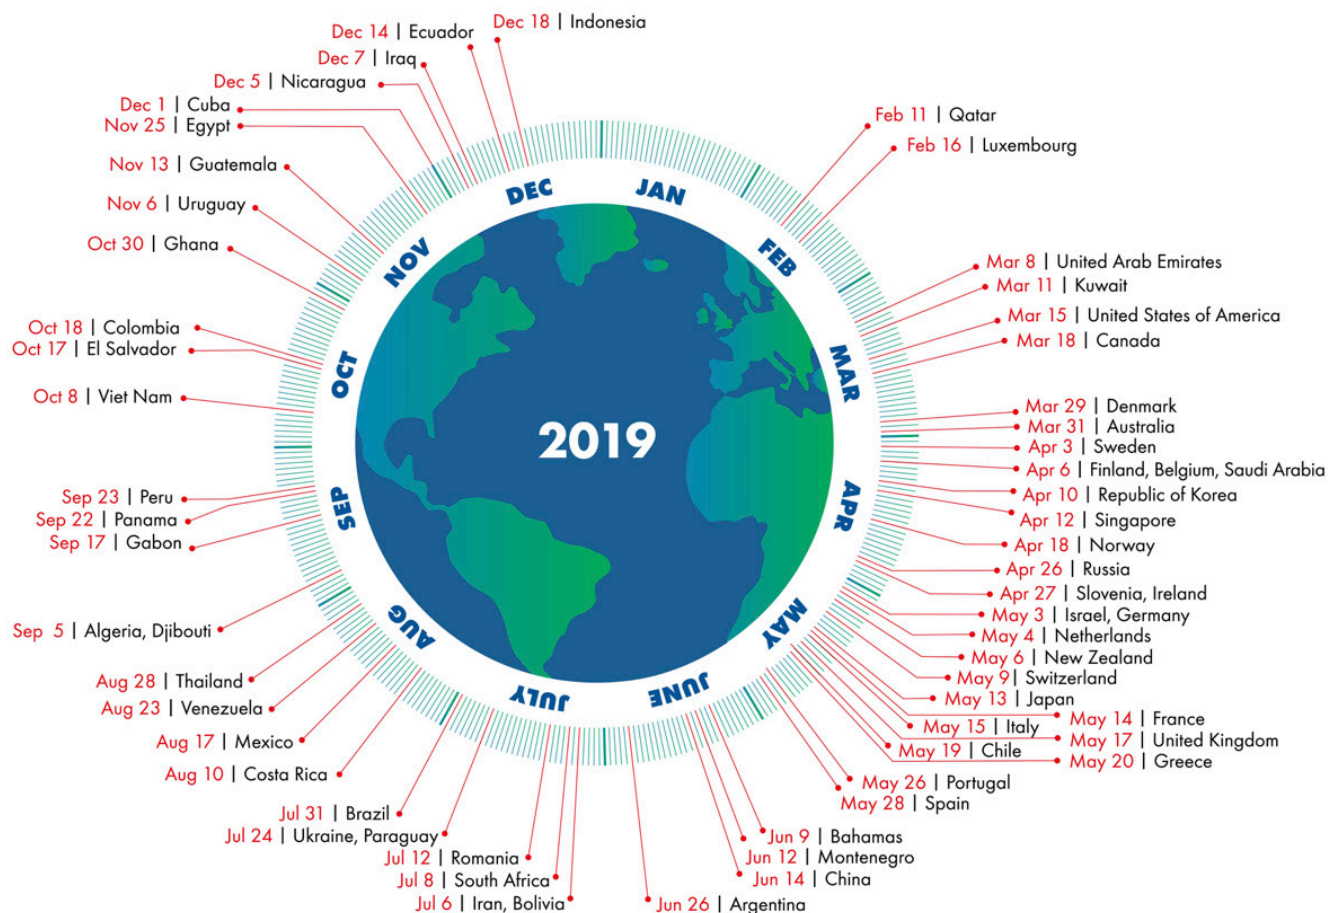 Dec 18 | Indonesia
Dec 14 | Ecuador
Dec 7 | Iraq
Dec 5 | Nicaragua
Dec 1 | Cuba
Nov 25 | Egypt
Nov 13 | Guatemala
Nov 6 | Uruguay
Oct 30 | Ghana
Oct 18 | Colombia
Oct 17 | El Salvador
Oct 8 | Viet Nam
Sep 23 | Peru
Sep 22 | Panama
Sep 17 | Gabon
Sep 5 | Algeria, Djibouti
Aug 28 | Thailand
Aug 23 | Venezuela
Aug 17 | Mexico
Aug 10 | Costa Rica
Jul 31 | Brazil
Jul 24 | Ukraine, Paraguay
Jul 12 | Romania
Jul 8 | South Africa
Jul 6 | Iran, Bolivia
JAN
FEB
MAR
APR
MAY
JUNE
JULY
AUG
SEP
OCT
NOV
DEC
2019
Feb 11 | Qatar
Feb 16 | Luxembourg
Mar 8 | United Arab Emirates
Mar 11 | Kuwait
Mar 15 | United States of America
Mar 18 | Canada
Mar 29 | Denmark
Mar 31 | Australia
Apr 3 | Sweden
Apr 6 | Finland, Belgium, Saudi Arabia
Apr 10 | Republic of Korea
Apr 12 | Singapore
Apr 18 | Norway
Apr 26 | Russia
Apr 27 | Slovenia, Ireland
May 3 | Israel, Germany
May 4 | Netherlands
May 6 | New Zealand
May 9 | Switzerland
May 13 | Japan
May 14 | France
May 15 | Italy
May 17 | United Kingdom
May 19 | Chile
May 20 | Greece
May 26 | Portugal
May 28 | Spain
Jun 9 | Bahamas
Jun 12 | Montenegro
Jun 14 | China
Jun 26 | Argentina